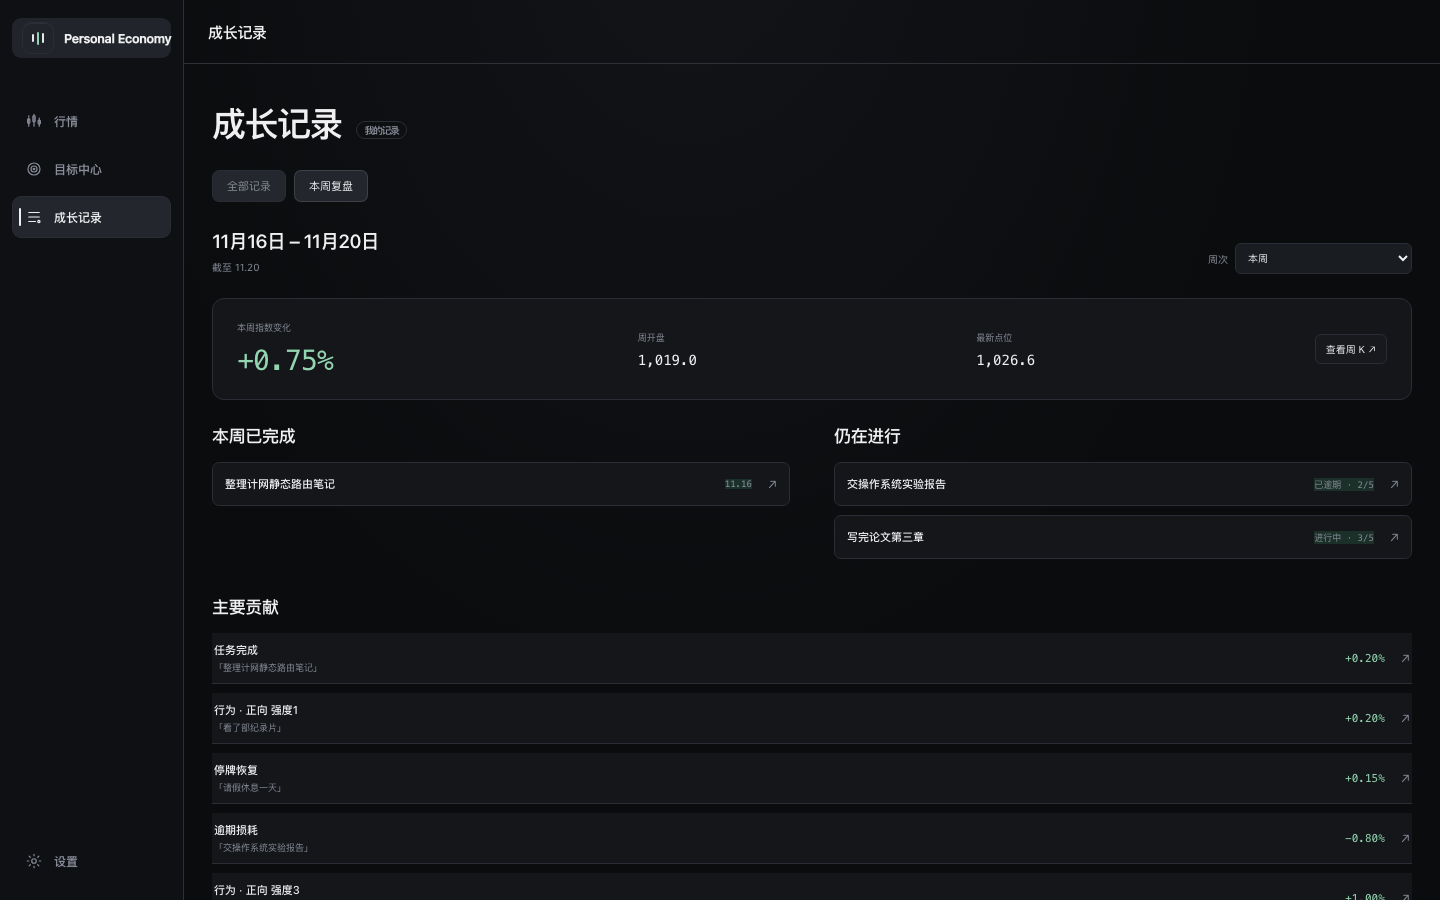 Personal Economy
行情
目标中心
成长记录
设置
成长记录
成长记录 我的记录
全部记录 本周复盘
11月16日 – 11月20日
截至 11.20
周次 本周
本周指数变化
+0.75%
周开盘
1,019.0
最新点位
1,026.6
查看周 K ↗
本周已完成
整理计网静态路由笔记 11.16 ↗
仍在进行
交操作系统实验报告 已逾期 · 2/5 ↗
写完论文第三章 进行中 · 3/5 ↗
主要贡献
任务完成
「整理计网静态路由笔记」
+0.20% ↗
行为 · 正向 强度1
「看了部纪录片」
+0.20% ↗
停牌恢复
「请假休息一天」
+0.15% ↗
逾期损耗
「交操作系统实验报告」
−0.80% ↗
行为 · 正向 强度3
+1.00% ↗